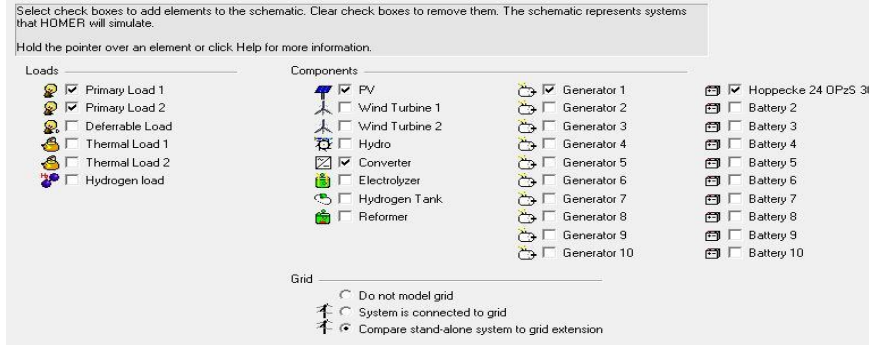 Select check boxes to add elements to the schematic. Clear check boxes to remove them. The schematic represents systems
that HOMER will simulate.
Hold the pointer over an element or click Help for more information.
Loads
Primary Load 1
Primary Load 2
Deferrable Load
Thermal Load 1
Thermal Load 2
Hydrogen load
Components
PV
Wind Turbine 1
Wind Turbine 2
Hydro
Converter
Electrolyzer
Hydrogen Tank
Reformer
Generator 1
Generator 2
Generator 3
Generator 4
Generator 5
Generator 6
Generator 7
Generator 8
Generator 9
Generator 10
Hoppecke 24 OPzS 30
Battery 2
Battery 3
Battery 4
Battery 5
Battery 6
Battery 7
Battery 8
Battery 9
Battery 10
Grid
Do not model grid
System is connected to grid
Compare stand-alone system to grid extension